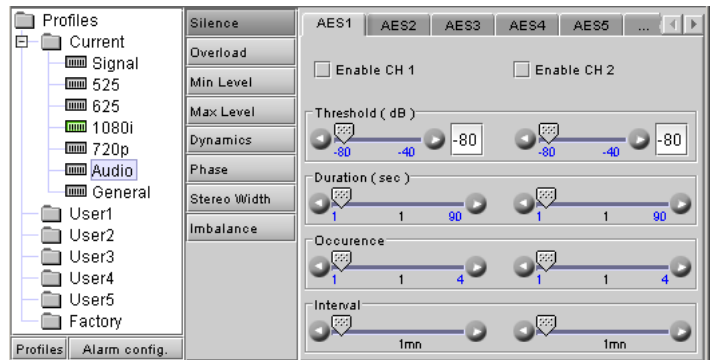 Profiles
Current
Signal
525
625
1080i
720p
Audio
General
User1
User2
User3
User4
User5
Factory
Profiles Alarm config.
Silence
Overload
Min Level
Max Level
Dynamics
Phase
Stereo Width
Imbalance
AES1 AES2 AES3 AES4 AES5 ...
Enable CH 1 Enable CH 2
Threshold ( dB )
-80 -40 -80 -80 -40 -80
Duration ( sec )
1 1 90 1 1 90
Occurence
1 1 4 1 1 4
Interval
1mn 1mn